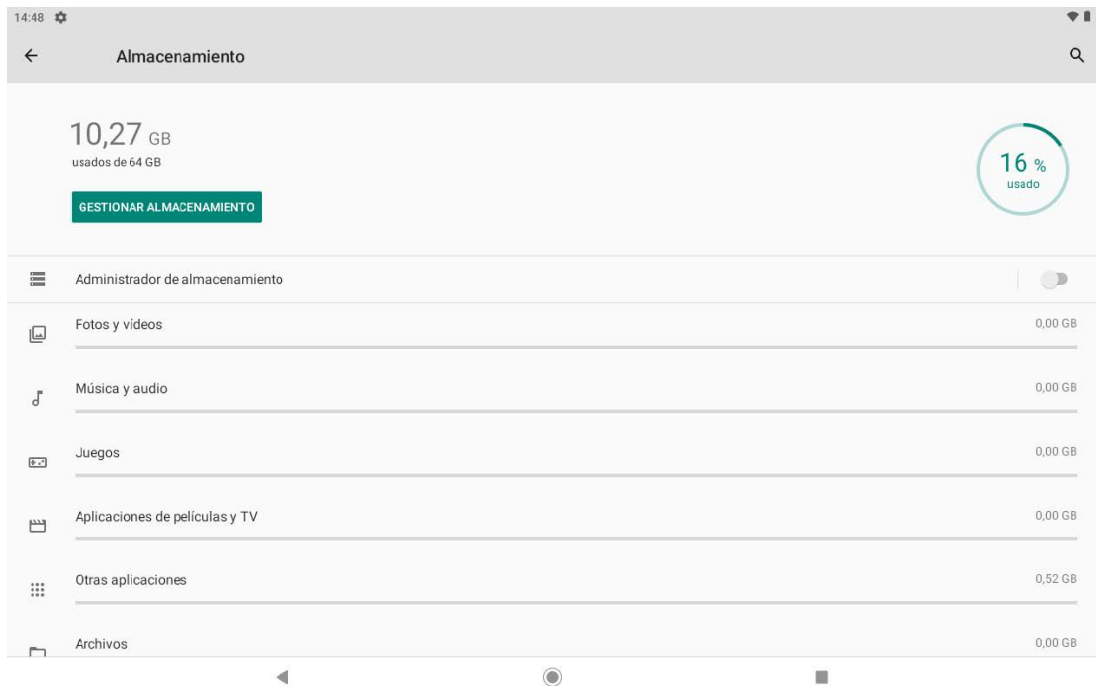 14:48
Almacenamiento
10,27 GB
usados de 64 GB
16 %
usado
GESTIONAR ALMACENAMIENTO
Administrador de almacenamiento
Fotos y vídeos 0,00 GB
Música y audio 0,00 GB
Juegos 0,00 GB
Aplicaciones de películas y TV 0,00 GB
Otras aplicaciones 0,52 GB
Archivos 0,00 GB